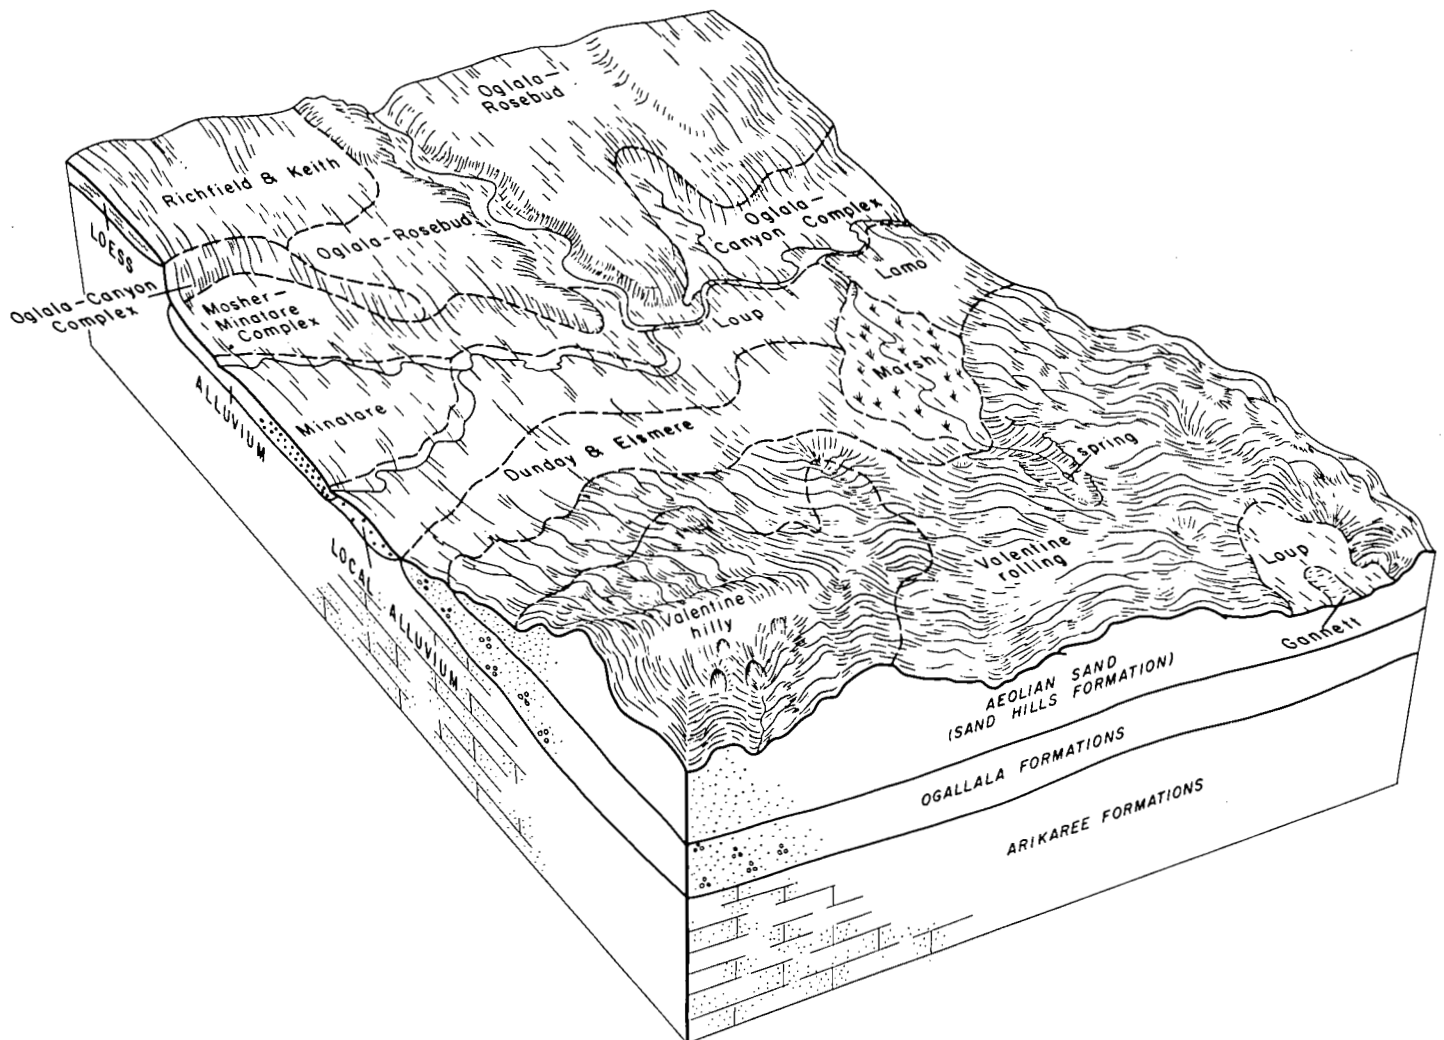 Oglala—
Rosebud
Richfield & Keith
LOESS
Oglala-Rosebud
Oglala—
Canyon Complex
Lamo
Oglala-Canyon
Complex
Mosher—
Minatare
Complex
Loup
Marsh
ALLUVIUM
Minatare
Dunday & Elsmere
spring
LOCAL ALLUVIUM
Valentine
rolling
Loup
Valentine
hilly
Gannett
AEOLIAN SAND
(SAND HILLS FORMATION)
OGALLALA FORMATIONS
ARIKAREE FORMATIONS